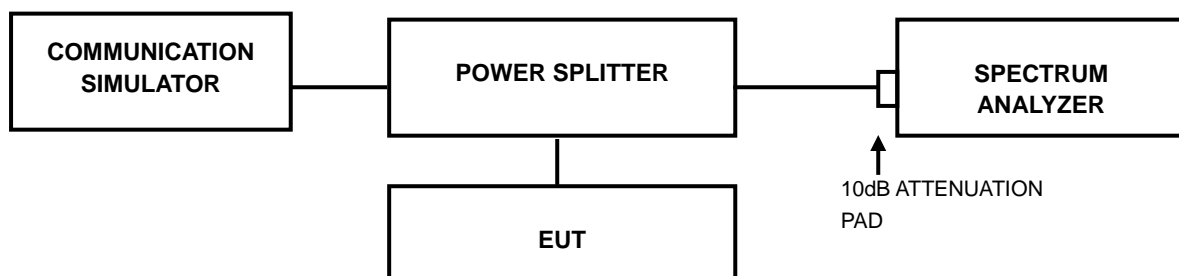 COMMUNICATION
SIMULATOR
POWER SPLITTER
SPECTRUM
ANALYZER
10dB ATTENUATION
PAD
EUT